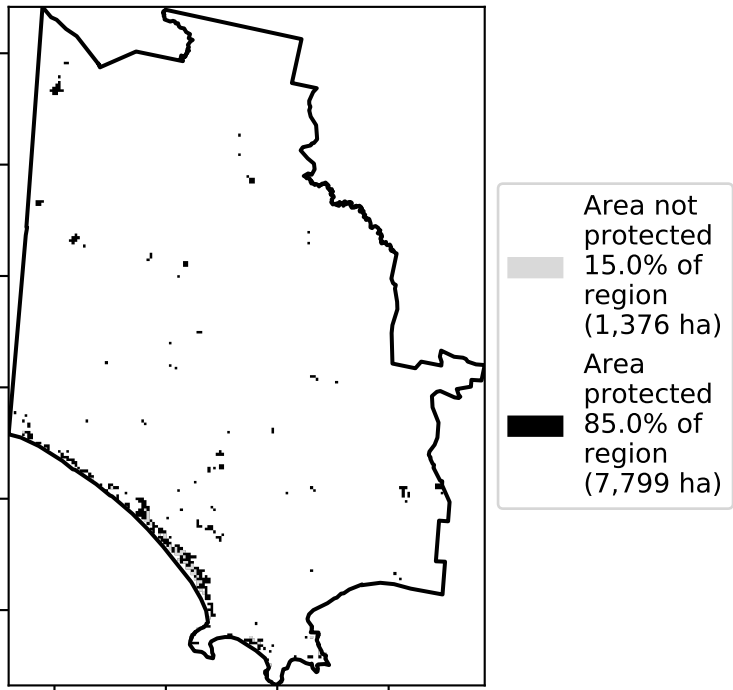 Area not
protected
15.0% of
region
(1,376 ha)
Area
protected
85.0% of
region
(7,799 ha)